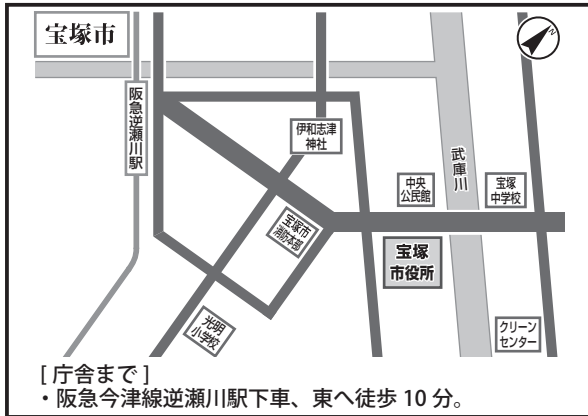 宝塚市
N
阪急逆瀬川駅
伊和志津
神社
武庫川
中央
公民館
宝塚
中学校
宝塚市
消防本部
宝塚
市役所
光明
小学校
クリーン
センター
[ 庁舎まで ]
・阪急今津線逆瀬川駅下車、東へ徒歩 10 分。